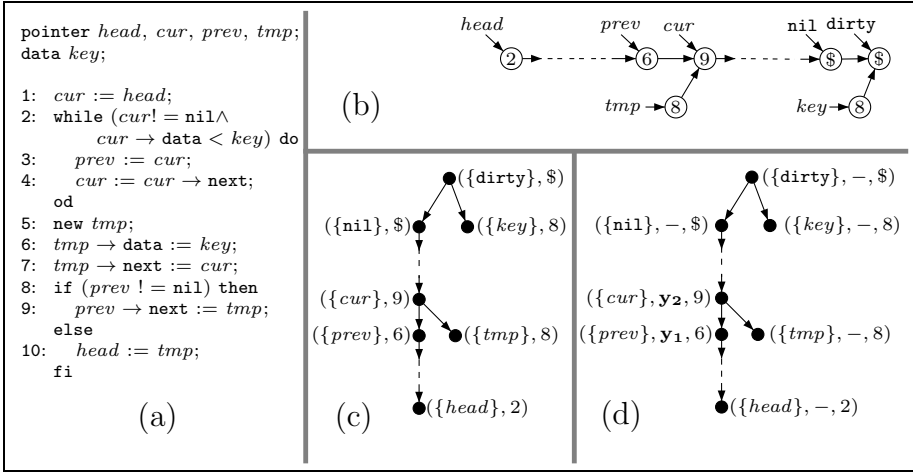 pointer head, cur, prev, tmp;
data key;
1: cur := head;
2: while (cur! = nil∧
cur → data < key) do
3: prev := cur;
4: cur := cur → next;
od
5: new tmp;
6: tmp → data := key;
7: tmp → next := cur;
8: if (prev ! = nil) then
9: prev → next := tmp;
else
10: head := tmp;
fi
(a)
head prev cur nil dirty
2 6 9 $ $
tmp 8 key 8
(b)
({dirty}, $)
({nil}, $) ({key}, 8)
({cur}, 9)
({prev}, 6) ({tmp}, 8)
({head}, 2)
(c)
({dirty}, −, $)
({nil}, −, $) ({key}, −, 8)
({cur}, y₂, 9)
({prev}, y₁, 6) ({tmp}, −, 8)
({head}, −, 2)
(d)